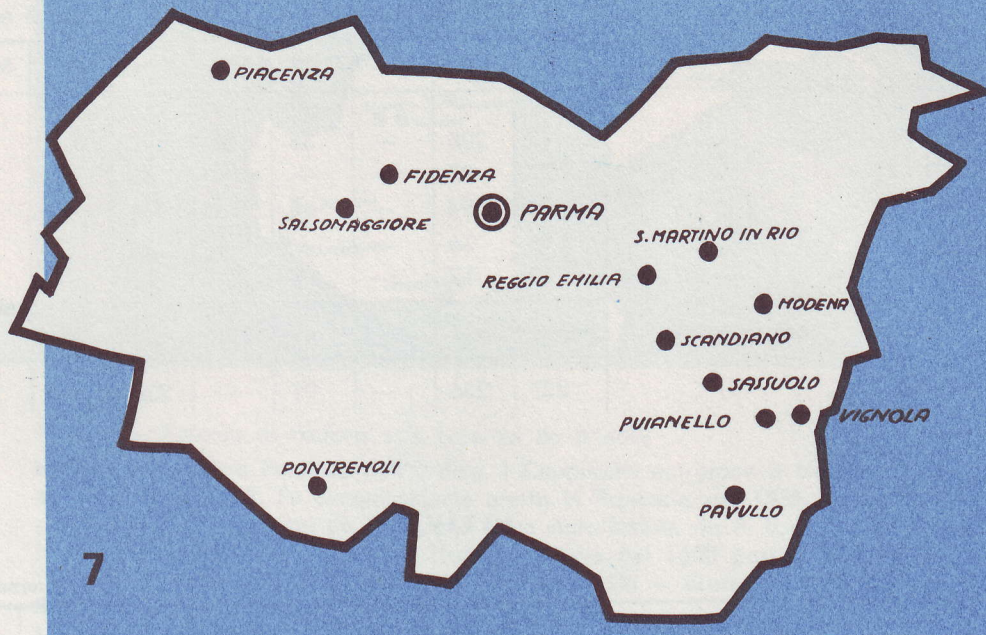 PIACENZA
FIDENZA
SALSOMAGGIORE
PARMA
S. MARTINO IN RIO
REGGIO EMILIA
MODENA
SCANDIANO
SASSUOLO
PUIANELLO
VIGNOLA
PONTREMOLI
PAVULLO
7